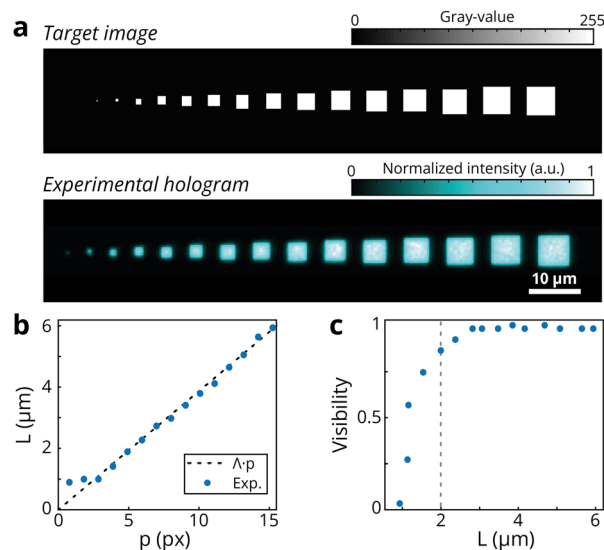 a
Target image
Gray-value
0
255
Experimental hologram
Normalized intensity (a.u.)
0
1
10 μm
b
L (μm)
6
4
2
0
Λ·p
Exp.
0
5
10
15
p (px)
c
Visibility
1
0.5
0
2
4
6
L (μm)